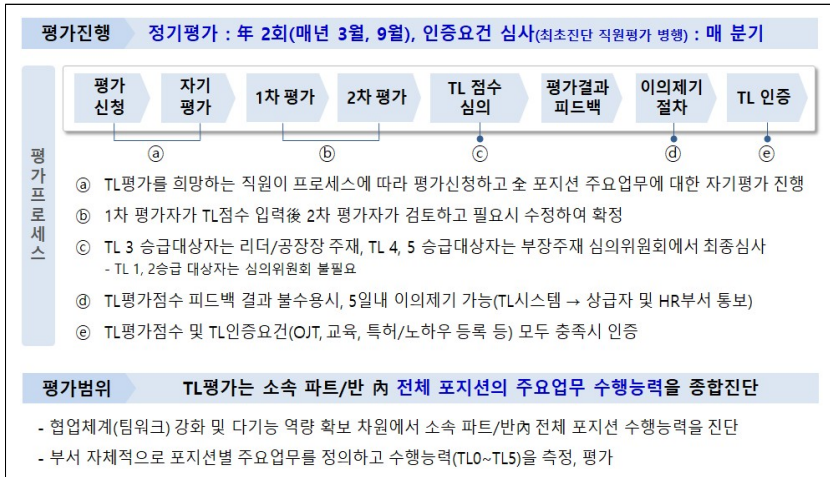 평가진행 정기평가 : 年 2회(매년 3월, 9월), 인증요건 심사(최초진단 직원평가 병행) : 매 분기
평가프로세스
평가 신청
자기 평가
1차 평가
2차 평가
TL 점수 심의
평가결과 피드백
이의제기 절차
TL 인증
ⓐ ⓑ ⓒ ⓓ ⓔ
ⓐ TL평가를 희망하는 직원이 프로세스에 따라 평가신청하고 全 포지션 주요업무에 대한 자기평가 진행
ⓑ 1차 평가자가 TL점수 입력後 2차 평가자가 검토하고 필요시 수정하여 확정
ⓒ TL 3 승급대상자는 리더/공장장 주재, TL 4, 5 승급대상자는 부장주재 심의위원회에서 최종심사
- TL 1, 2승급 대상자는 심의위원회 불필요
ⓓ TL평가점수 피드백 결과 불수용시, 5일내 이의제기 가능(TL시스템 → 상급자 및 HR부서 통보)
ⓔ TL평가점수 및 TL인증요건(OJT, 교육, 특허/노하우 등록 등) 모두 충족시 인증
평가범위 TL평가는 소속 파트/반 內 전체 포지션의 주요업무 수행능력을 종합진단
- 협업체계(팀워크) 강화 및 다기능 역량 확보 차원에서 소속 파트/반內 전체 포지션 수행능력을 진단
- 부서 자체적으로 포지션별 주요업무를 정의하고 수행능력(TL0~TL5)을 측정, 평가